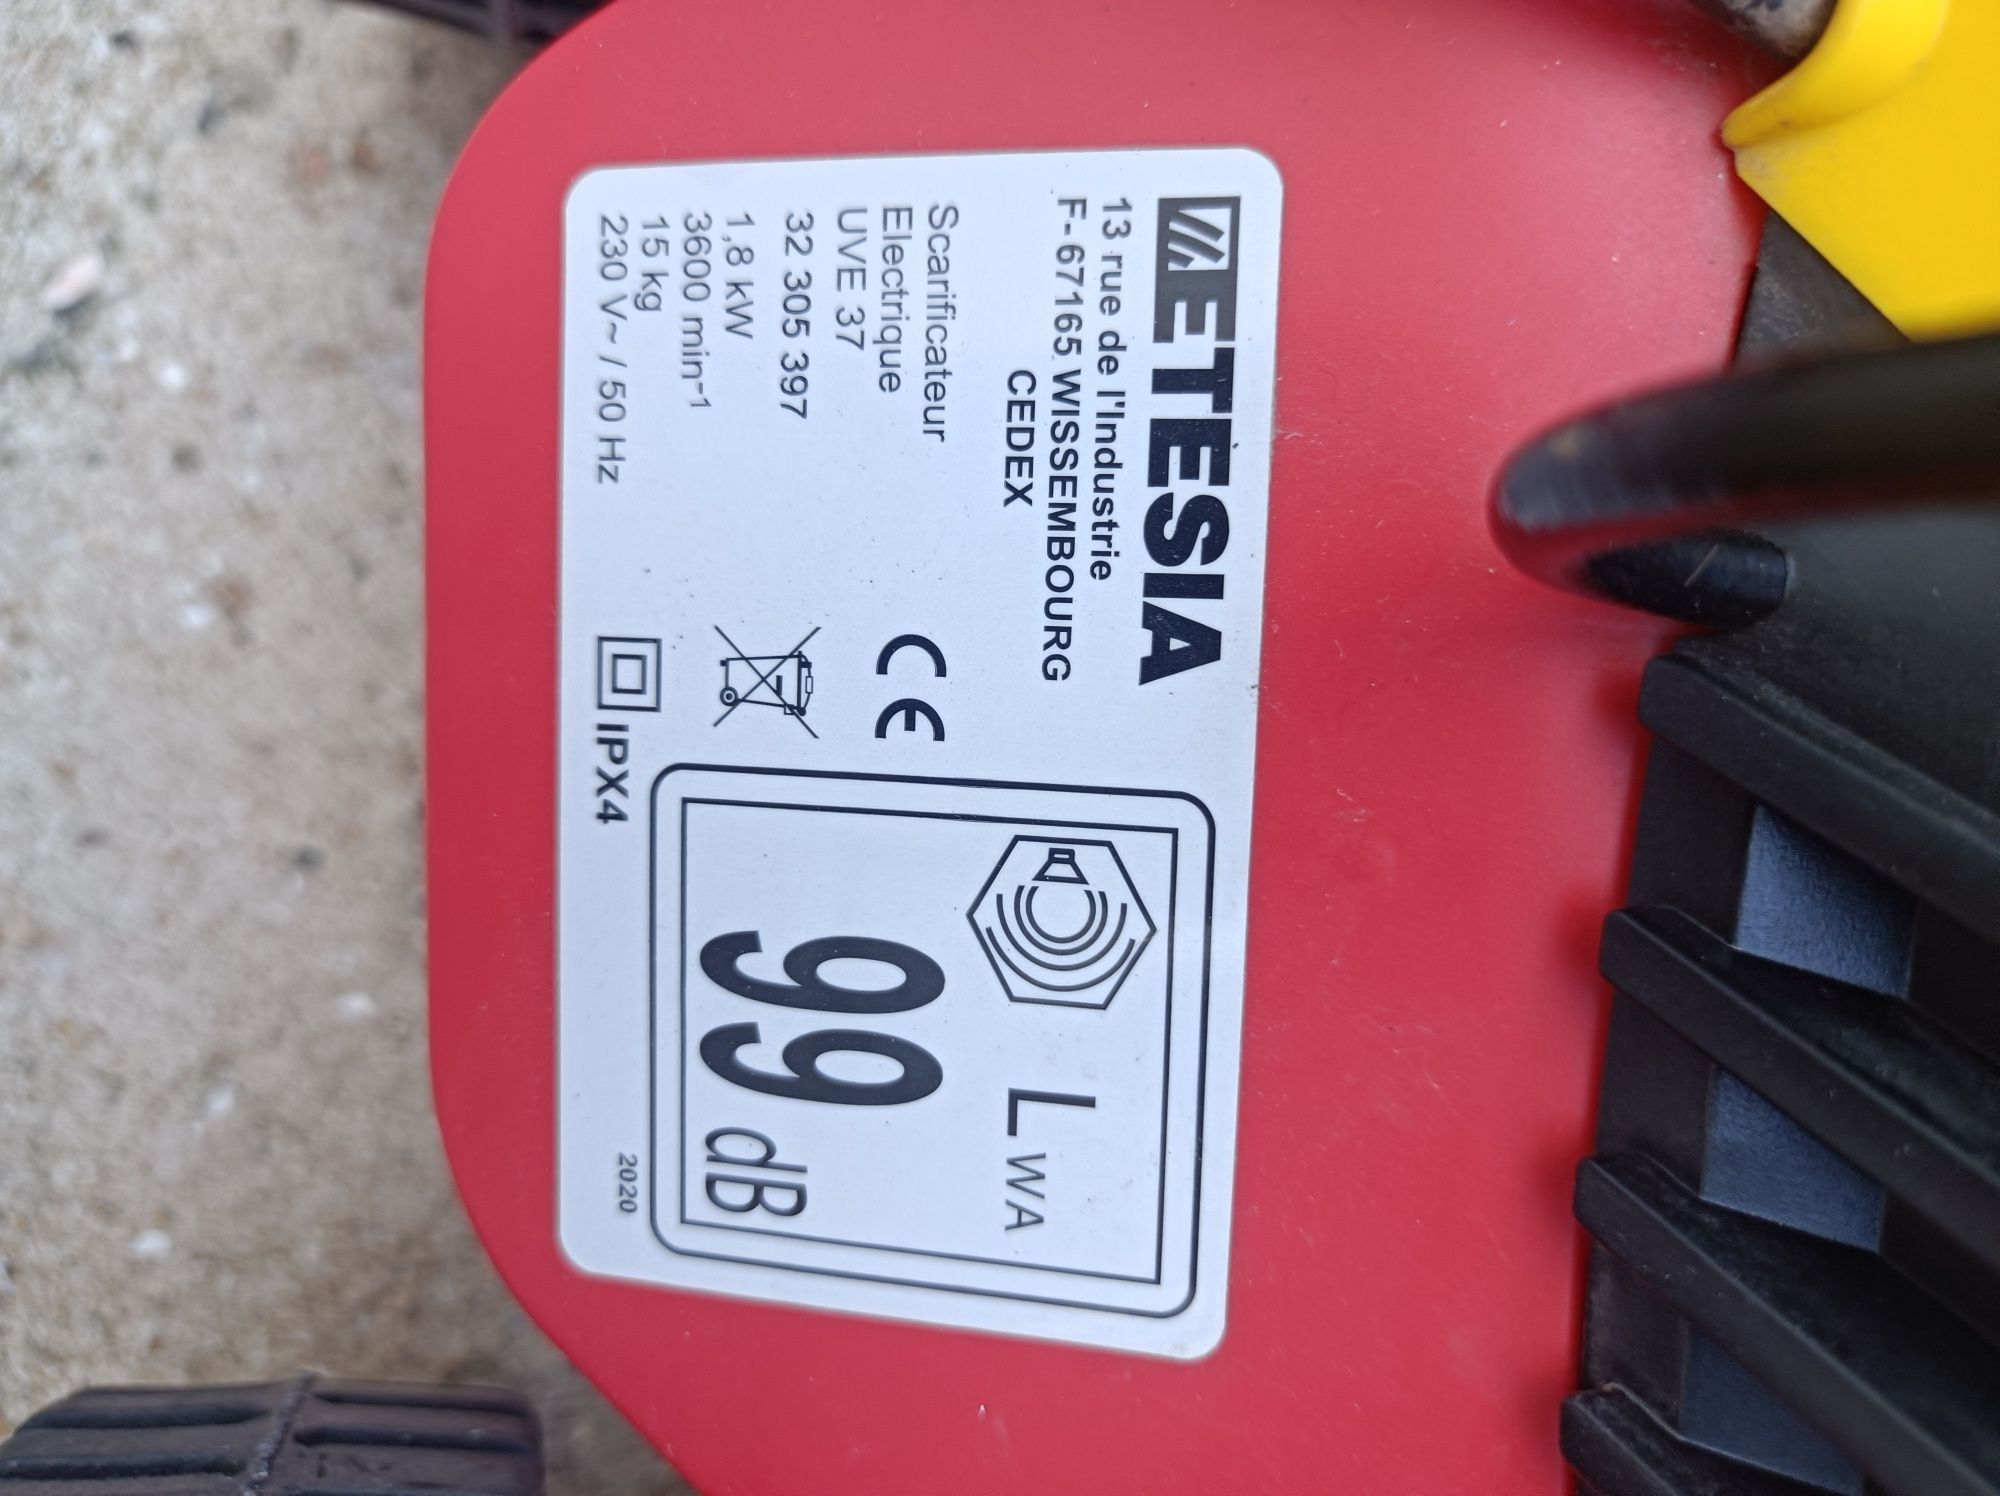 ETESIA
13 rue de l'Industrie
F-67165 WISSEMBOURG
CEDEX
Scarificateur
Electrique
UVE 37
32 305 397
1,8 kW
3600 min⁻¹
15 kg
230 V~ / 50 Hz
CE
IPX4
LWA
99 dB
2020